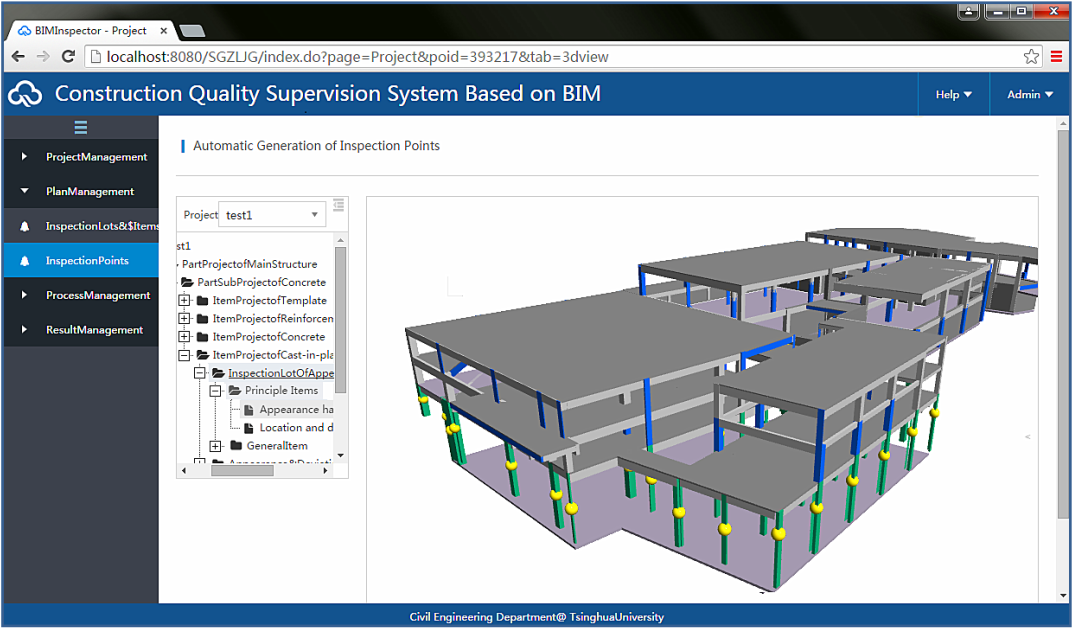 BIMInspector - Project
localhost:8080/SGZLJG/index.do?page=Project&poid=393217&tab=3dview
Construction Quality Supervision System Based on BIM
Help
Admin
ProjectManagement
PlanManagement
InspectionLots&$Items
InspectionPoints
ProcessManagement
ResultManagement
Automatic Generation of Inspection Points
Project
test1
st1
PartProjectofMainStructure
PartSubProjectofConcrete
ItemProjectofTemplate
ItemProjectofReinforcen
ItemProjectofConcrete
ItemProjectofCast-in-pla
InspectionLotOfAppe
Principle Items
Appearance ha
Location and d
GeneralItem
Civil Engineering Department@ TsinghuaUniversity